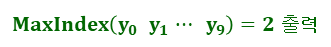 MaxIndex(y₀ y₁ ⋯ y₉) = 2 출력